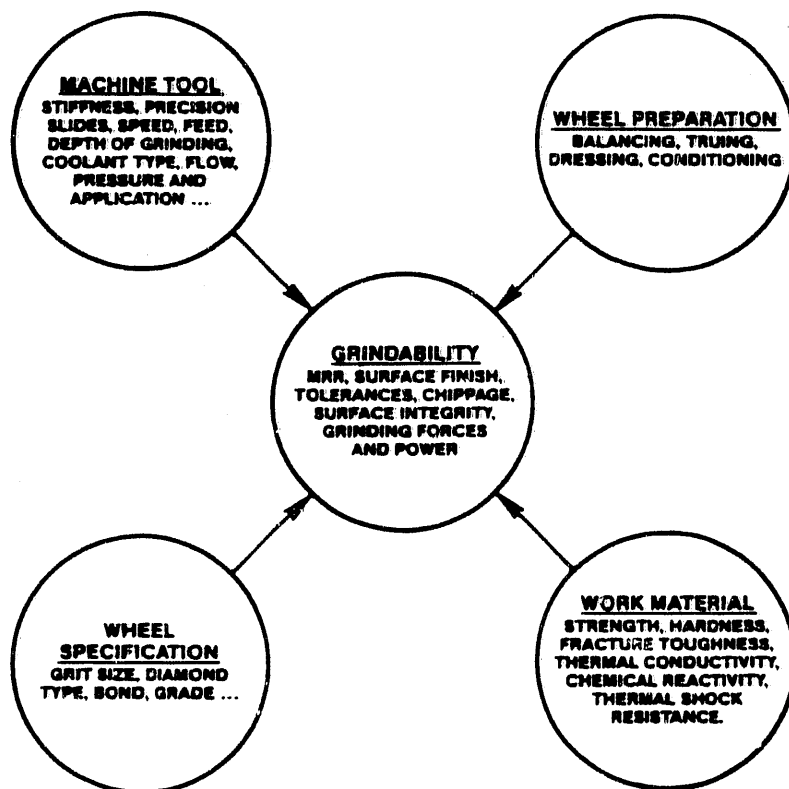 MACHINE TOOL
STIFFNESS, PRECISION
SLIDES, SPEED, FEED,
DEPTH OF GRINDING,
COOLANT TYPE, FLOW,
PRESSURE AND
APPLICATION ...
WHEEL PREPARATION
BALANCING, TRUING,
DRESSING, CONDITIONING
GRINDABILITY
MRR, SURFACE FINISH,
TOLERANCES, CHIPPAGE,
SURFACE INTEGRITY,
GRINDING FORCES
AND POWER
WHEEL
SPECIFICATION
GRIT SIZE, DIAMOND
TYPE, BOND, GRADE ...
WORK MATERIAL
STRENGTH, HARDNESS,
FRACTURE TOUGHNESS,
THERMAL CONDUCTIVITY,
CHEMICAL REACTIVITY,
THERMAL SHOCK
RESISTANCE.